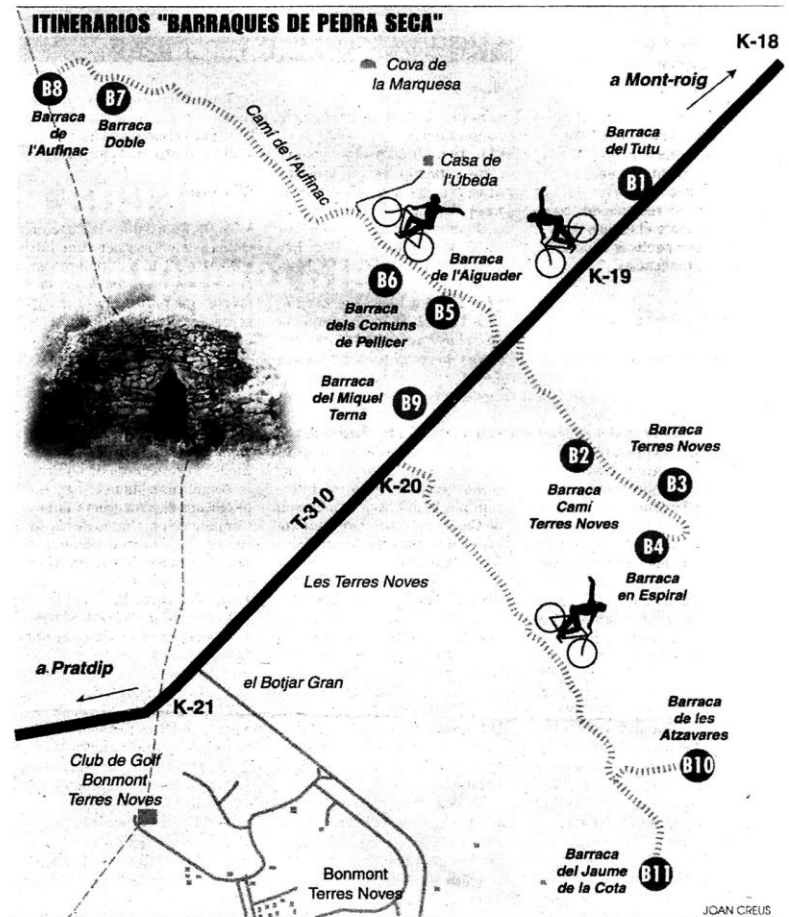 ITINERARIOS "BARRAQUES DE PEDRA SECA"
K-18
Cova de
la Marquesa
a Mont-roig
B8
B7
Barraca
de
l'Aufinac
Barraca
Doble
Camí de l'Aufinac
Barraca
del Tutu
B1
Casa de
l'Úbeda
Barraca
de l'Aiguader
K-19
B6
B5
Barraca
dels Comuns
de Pellicer
Barraca
del Miquel
Terna
B9
Barraca
Terres Noves
B2
B3
K-20
Barraca
Camí
Terres Noves
T-310
B4
Barraca
en Espiral
Les Terres Noves
a Pratdip
el Botjar Gran
K-21
Barraca
de les
Atzavares
B10
Club de Golf
Bonmont
Terres Noves
Barraca
del Jaume
de la Cota
B11
Bonmont
Terres Noves
JOAN CREUS